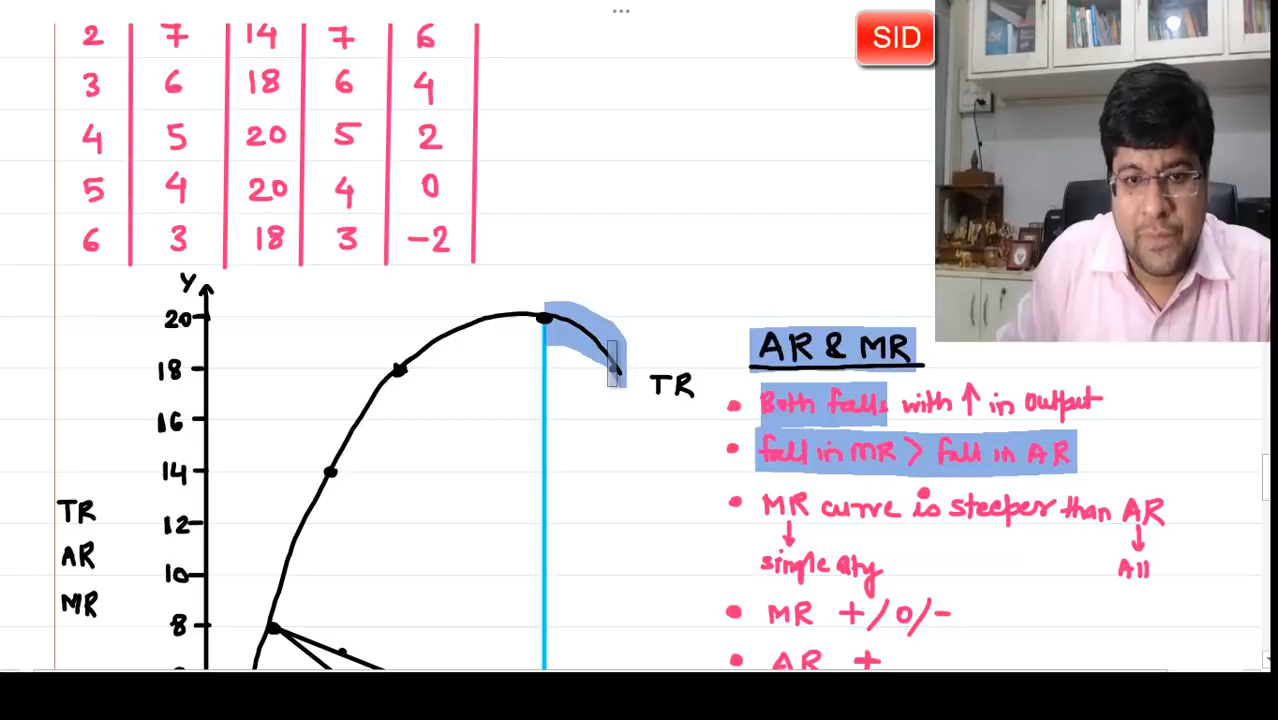 SID
2 7 14 7 6
3 6 18 6 4
4 5 20 5 2
5 4 20 4 0
6 3 18 3 -2
Y
20
18
16
14
12
10
8
TR
AR
MR
TR
AR & MR
• Both falls with ↑ in output
• fall in MR > fall in AR
• MR curve is steeper than AR
↓ ↓
single Qty All
• MR +/0/-
• AR +